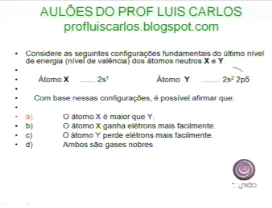 AULÕES DO PROF LUIS CARLOS
profluiscarlos.blogspot.com
• Considere as seguintes configurações fundamentais do último nível
de energia (nível de valência) dos átomos neutros X e Y.
• Átomo X ........ 2s¹ Átomo Y ......... 2s² 2p5
• Com base nessas configurações, é possível afirmar que:
• a) O átomo X é maior que Y.
• b) O átomo X ganha elétrons mais facilmente.
• c) O átomo Y perde elétrons mais facilmente.
• d) Ambos são gases nobres